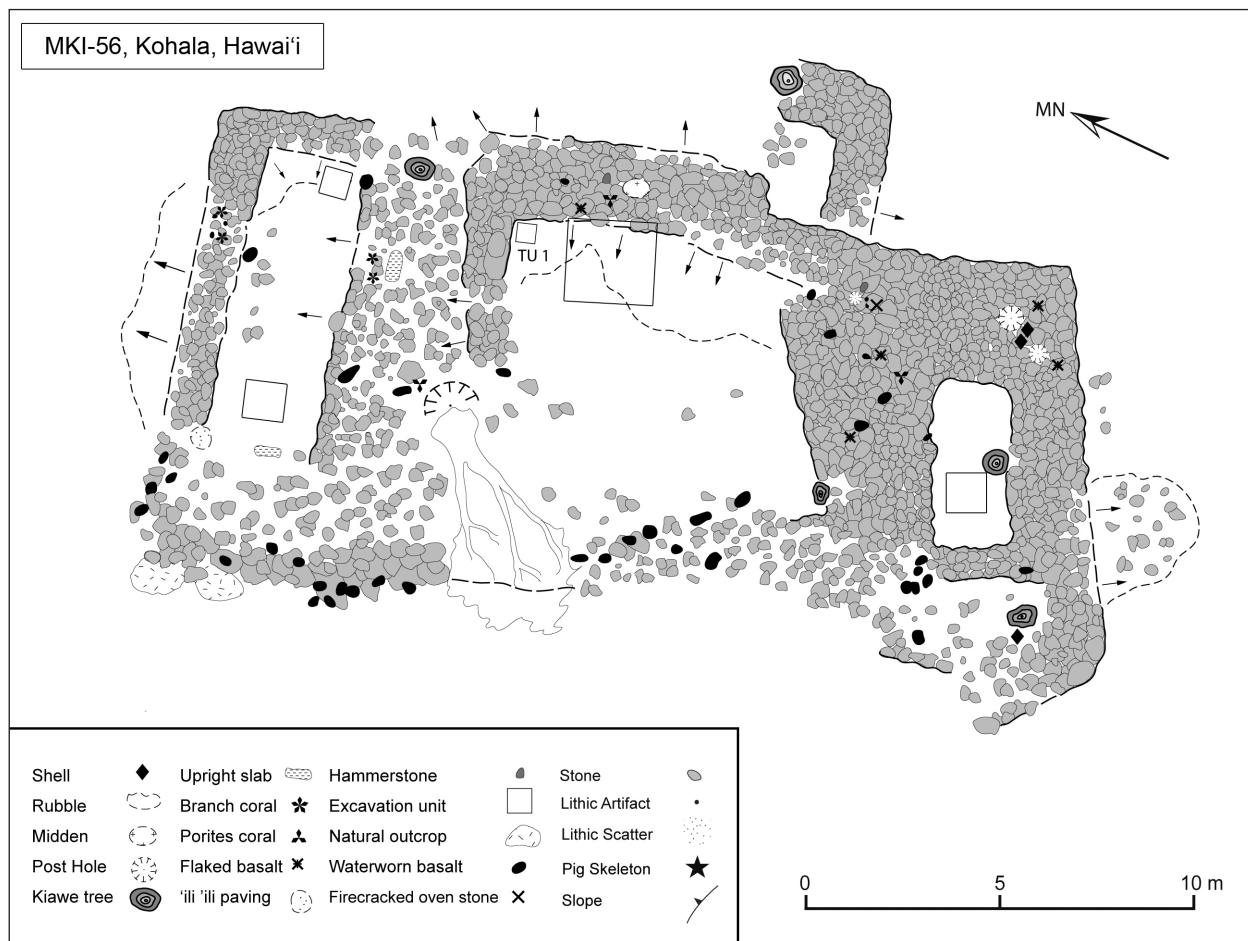 MKI-56, Kohala, Hawai‘i
MN
TU 1
Shell Upright slab Hammerstone Stone
Rubble Branch coral Excavation unit Lithic Artifact
Midden Porites coral Natural outcrop Lithic Scatter
Post Hole Flaked basalt Waterworn basalt Pig Skeleton
Kiawe tree ‘ili ’ili paving Firecracked oven stone Slope
0 5 10 m